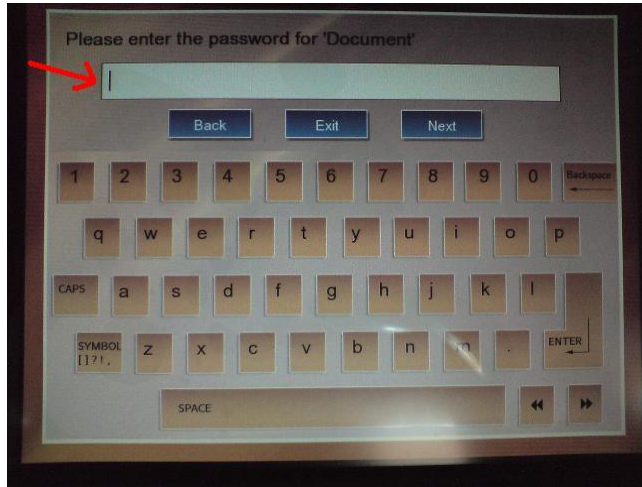 Please enter the password for 'Document'
Back Exit Next
1 2 3 4 5 6 7 8 9 0 Backspace
q w e r t y u i o p
CAPS a s d f g h j k l
SYMBOL z x c v b n m . ENTER
[]?!,
SPACE